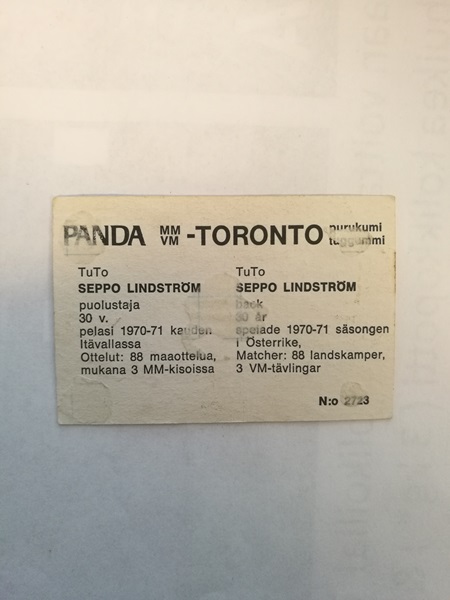 PANDA MM VM -TORONTO purukumi tuggummi
TuTo
SEPPO LINDSTRÖM
puolustaja
30 v.
pelasi 1970-71 kauden
Itävallassa
Ottelut: 88 maaottelua,
mukana 3 MM-kisoissa
TuTo
SEPPO LINDSTRÖM
back
30 år
spelade 1970-71 säsongen
i Österrike,
Matcher: 88 landskamper,
3 VM-tävlingar
N:o 2723